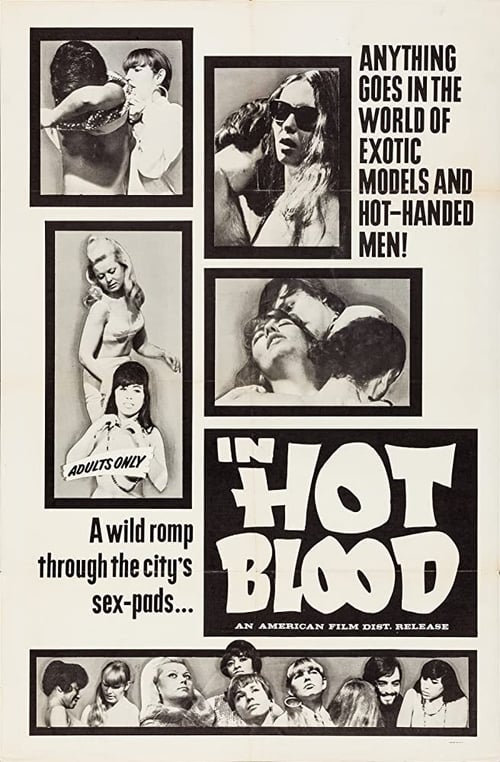 ANYTHING
GOES IN THE
WORLD OF
EXOTIC
MODELS AND
HOT-HANDED
MEN!
ADULTS ONLY
A wild romp
through the city's
sex-pads...
IN
HOT
BLOOD
AN AMERICAN FILM DIST. RELEASE